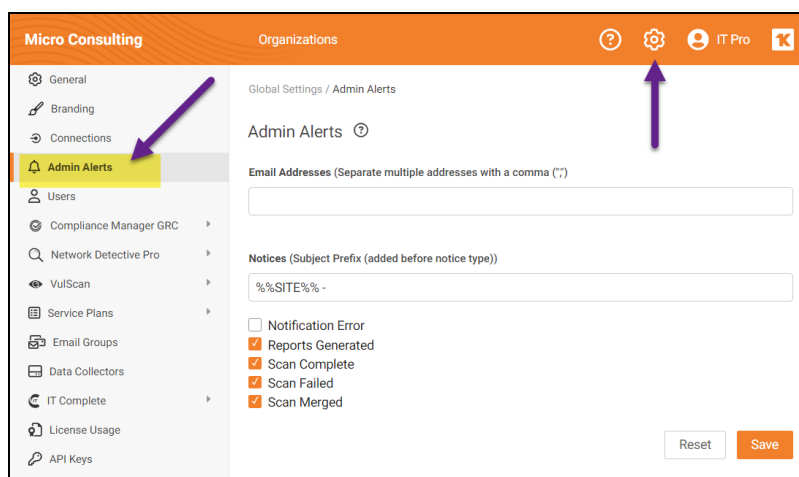 Micro Consulting
Organizations
IT Pro
General
Branding
Connections
Admin Alerts
Users
Compliance Manager GRC
Network Detective Pro
VulScan
Service Plans
Email Groups
Data Collectors
IT Complete
License Usage
API Keys
Global Settings / Admin Alerts
Admin Alerts
Email Addresses (Separate multiple addresses with a comma (",")
Notices (Subject Prefix (added before notice type))
%%SITE%% -
Notification Error
Reports Generated
Scan Complete
Scan Failed
Scan Merged
Reset
Save